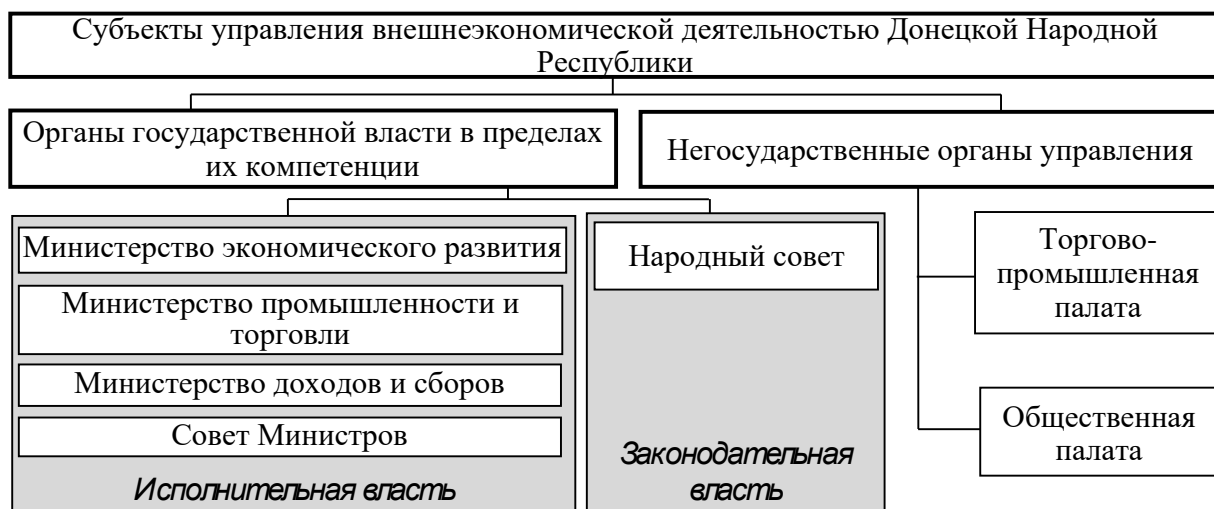 Субъекты управления внешнеэкономической деятельностью Донецкой Народной
Республики
Органы государственной власти в пределах
их компетенции
Негосударственные органы управления
Министерство экономического развития
Министерство промышленности и
торговли
Министерство доходов и сборов
Совет Министров
Исполнительная власть
Народный совет
Законодательная
власть
Торгово-
промышленная
палата
Общественная
палата